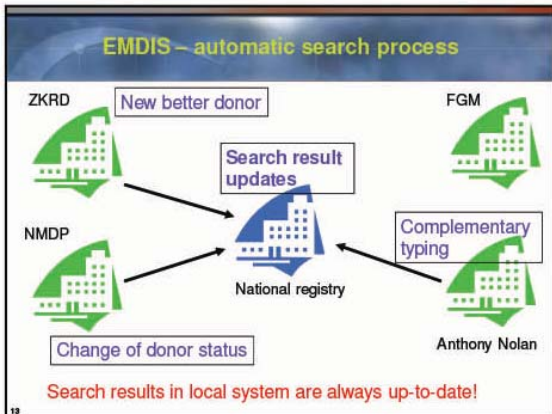 EMDIS – automatic search process
ZKRD
New better donor
FGM
Search result
updates
NMDP
Complementary
typing
National registry
Change of donor status
Anthony Nolan
Search results in local system are always up-to-date!
13